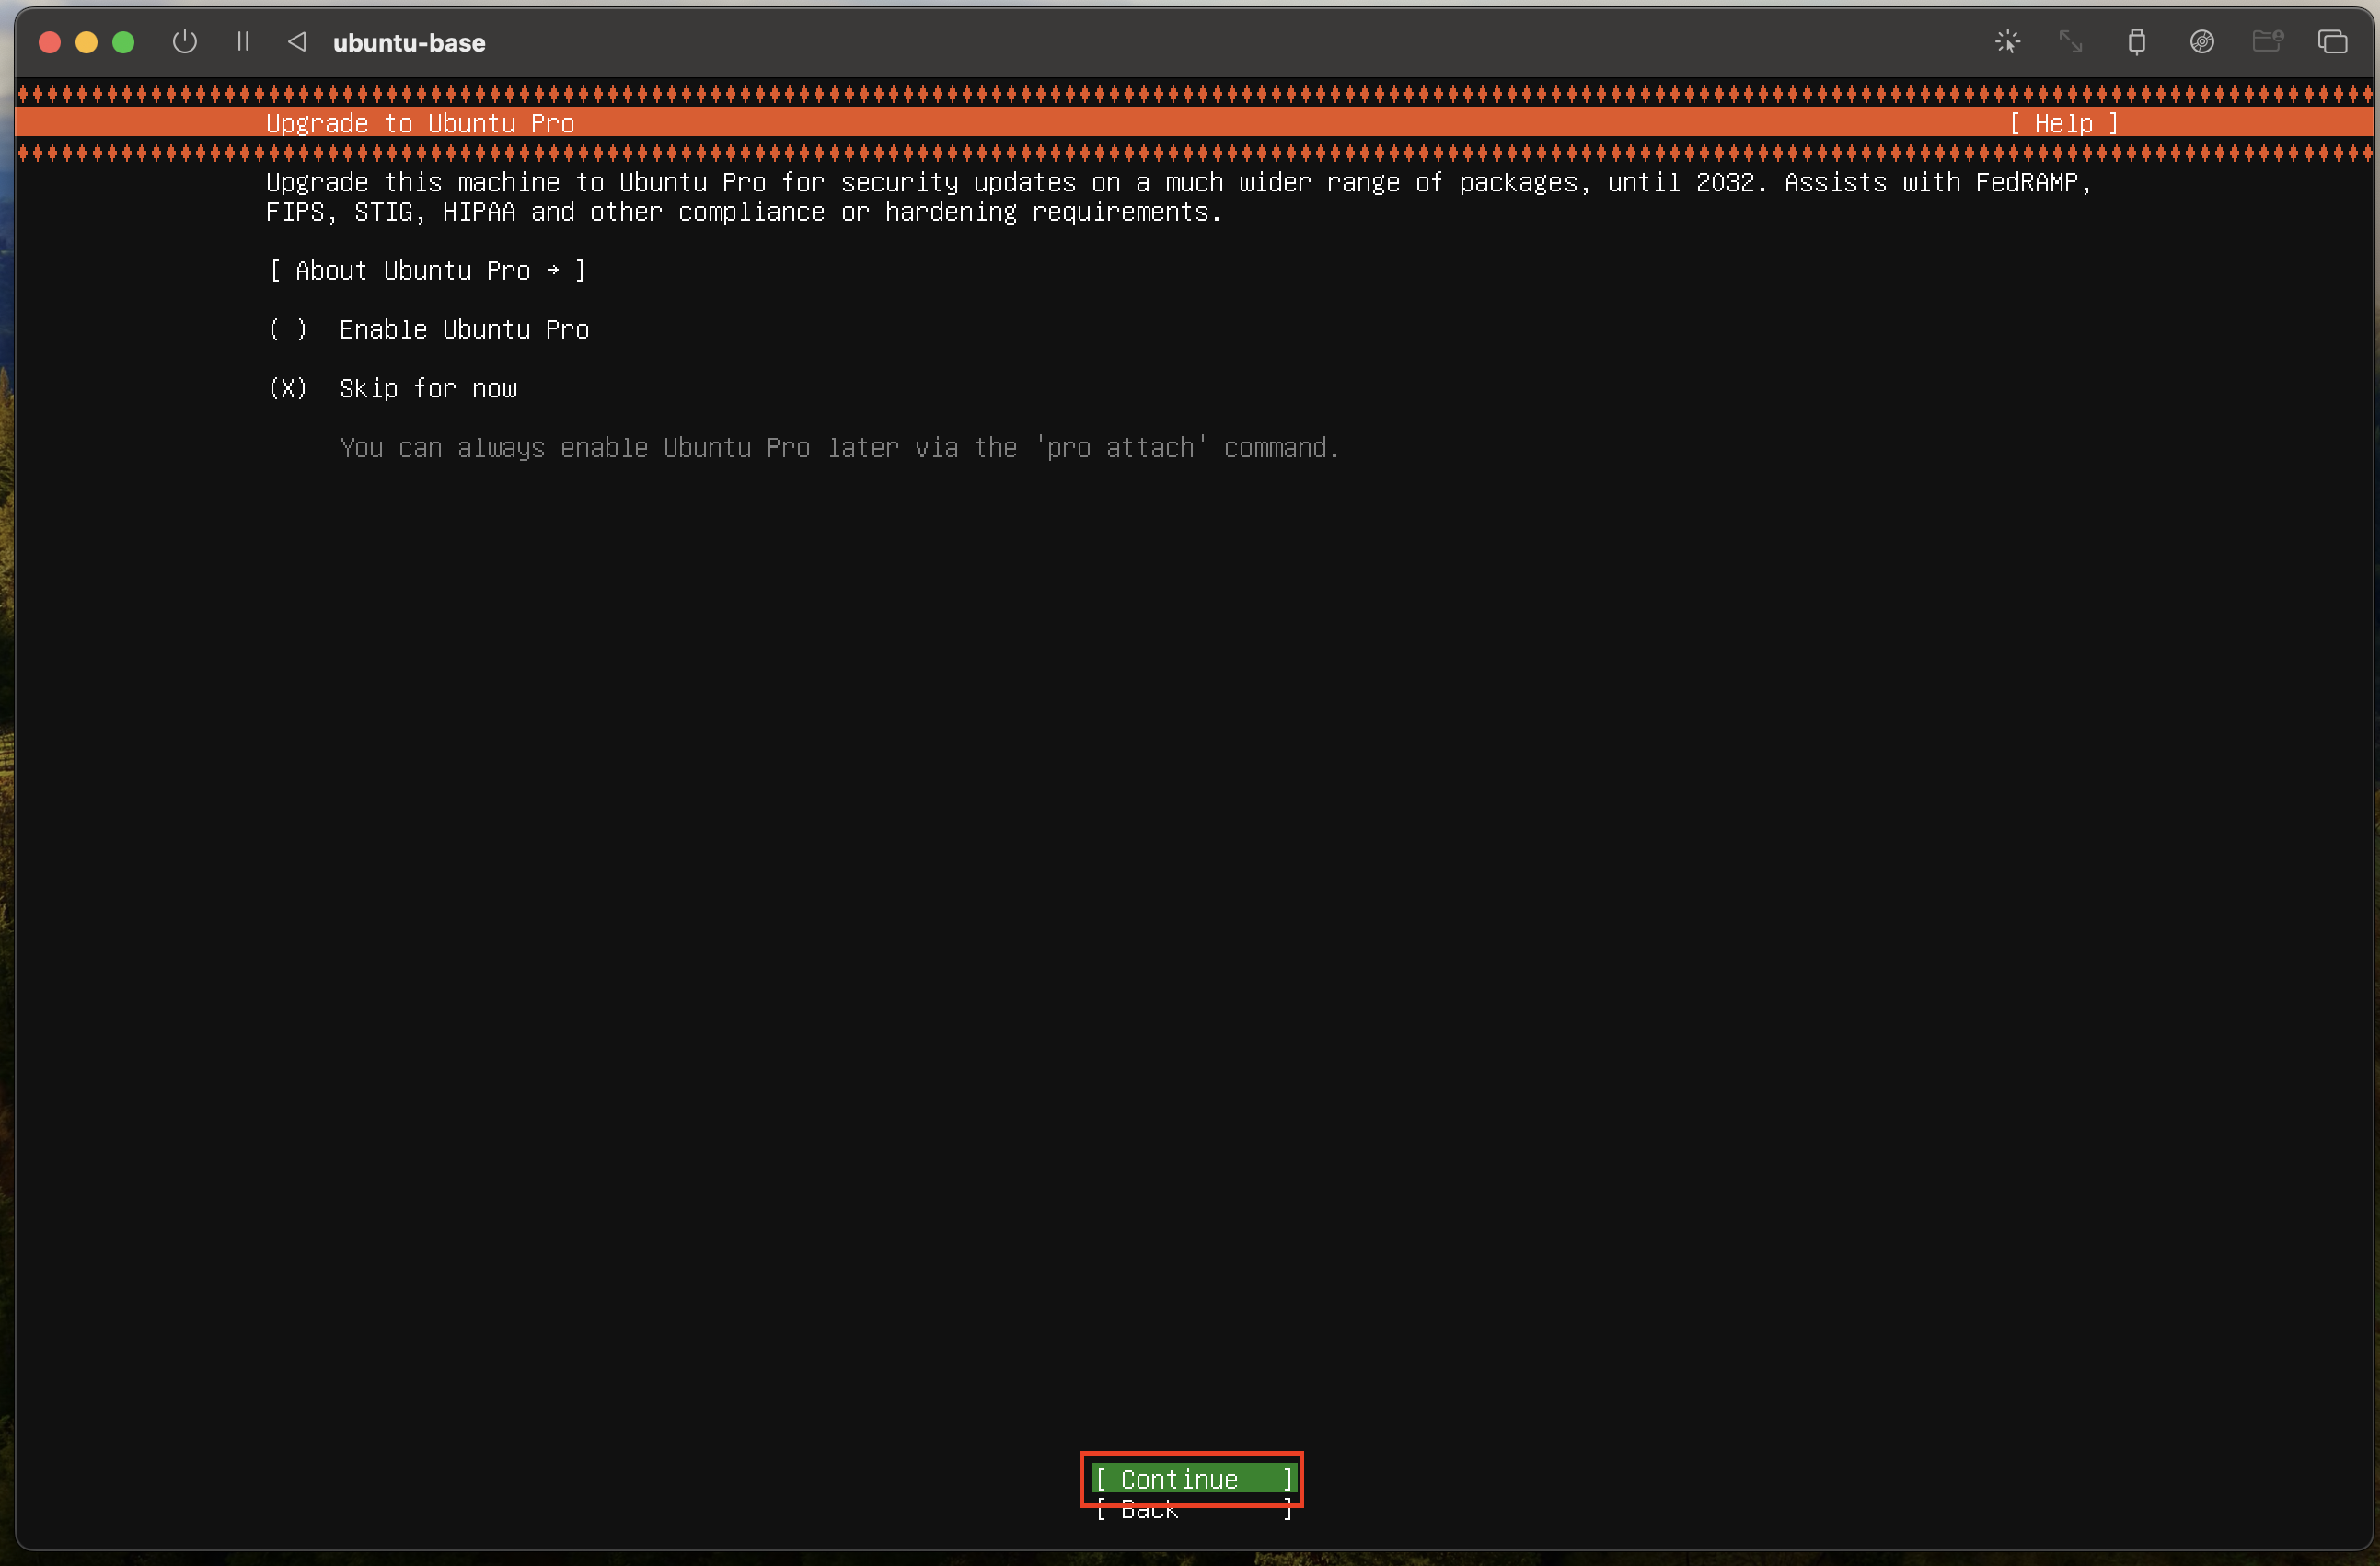 ubuntu-base
Upgrade to Ubuntu Pro [ Help ]
Upgrade this machine to Ubuntu Pro for security updates on a much wider range of packages, until 2032. Assists with FedRAMP,
FIPS, STIG, HIPAA and other compliance or hardening requirements.
[ About Ubuntu Pro → ]
( ) Enable Ubuntu Pro
(X) Skip for now
You can always enable Ubuntu Pro later via the 'pro attach' command.
[ Continue ]
[ Back ]